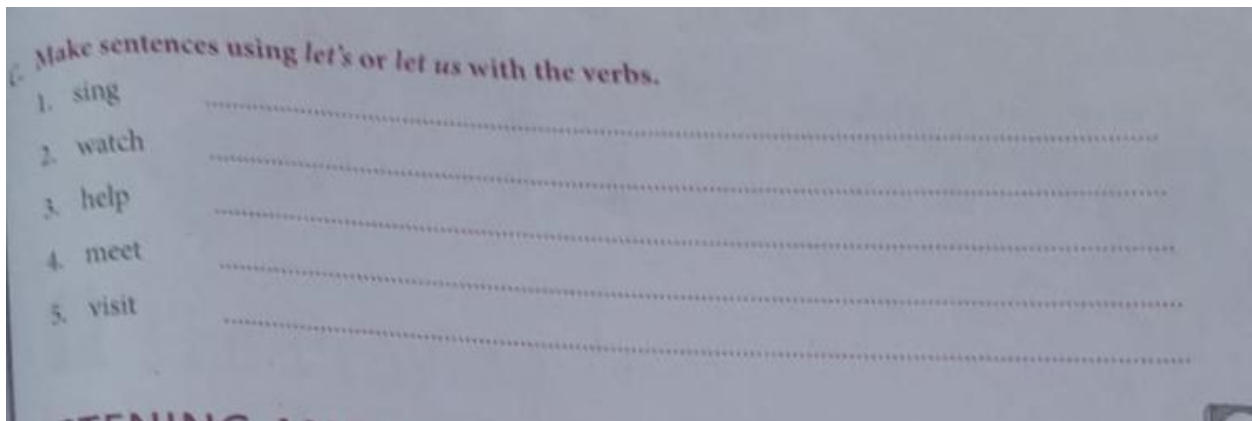 C. Make sentences using let's or let us with the verbs.
1. sing
2. watch
3. help
4. meet
5. visit